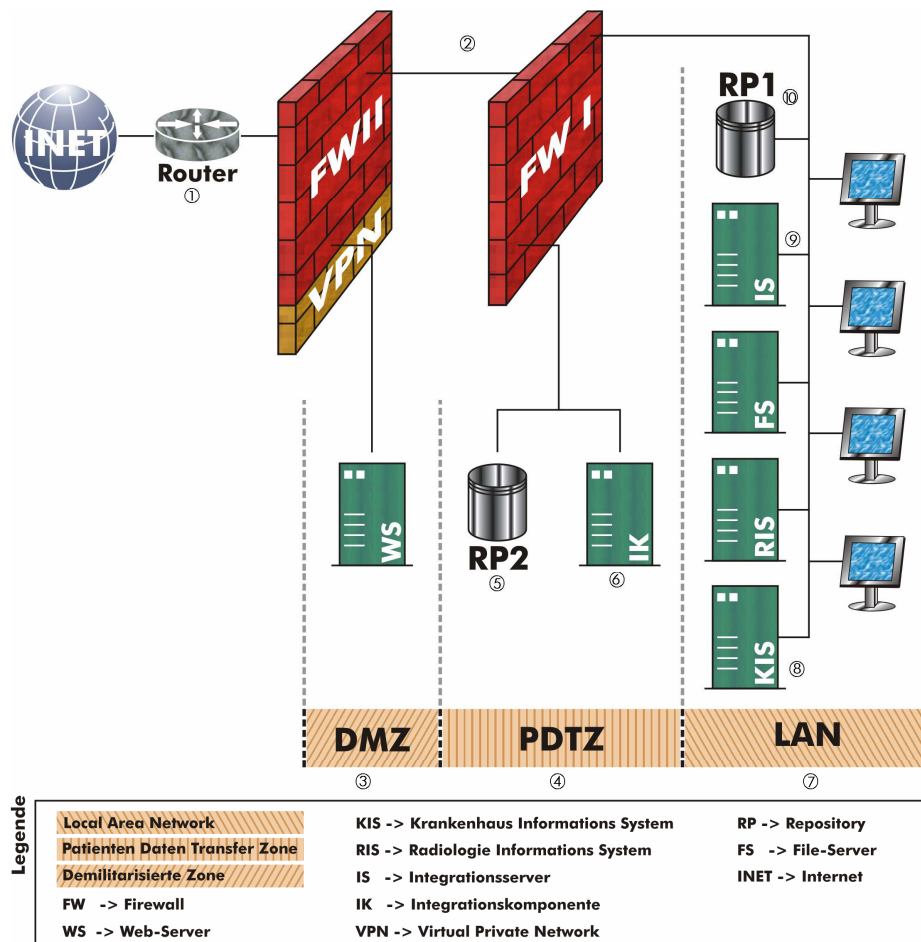 ②
RP1 ⑩
INET
Router
①
FWII
VPN
FW I
IS ⑨
FS
RIS
KIS ⑧
WS
RP2
⑤
IK
⑥
DMZ PDTZ LAN
③ ④ ⑦
Legende
Local Area Network
Patienten Daten Transfer Zone
Demilitarisierte Zone
FW -> Firewall
WS -> Web-Server
KIS -> Krankenhaus Informations System
RIS -> Radiologie Informations System
IS -> Integrationsserver
IK -> Integrationskomponente
VPN -> Virtual Private Network
RP -> Repository
FS -> File-Server
INET -> Internet